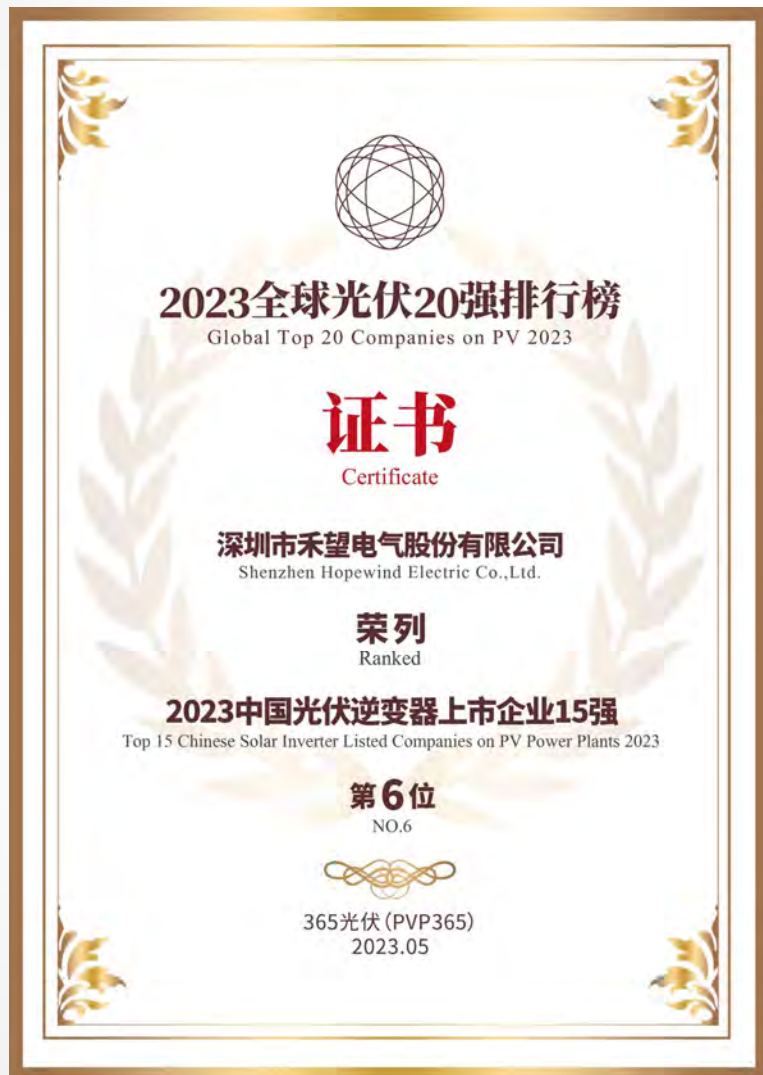 2023全球光伏20强排行榜
Global Top 20 Companies on PV 2023
证书
Certificate
深圳市禾望电气股份有限公司
Shenzhen Hopewind Electric Co.,Ltd.
荣列
Ranked
2023中国光伏逆变器上市企业15强
Top 15 Chinese Solar Inverter Listed Companies on PV Power Plants 2023
第6位
NO.6
365光伏(PVP365)
2023.05